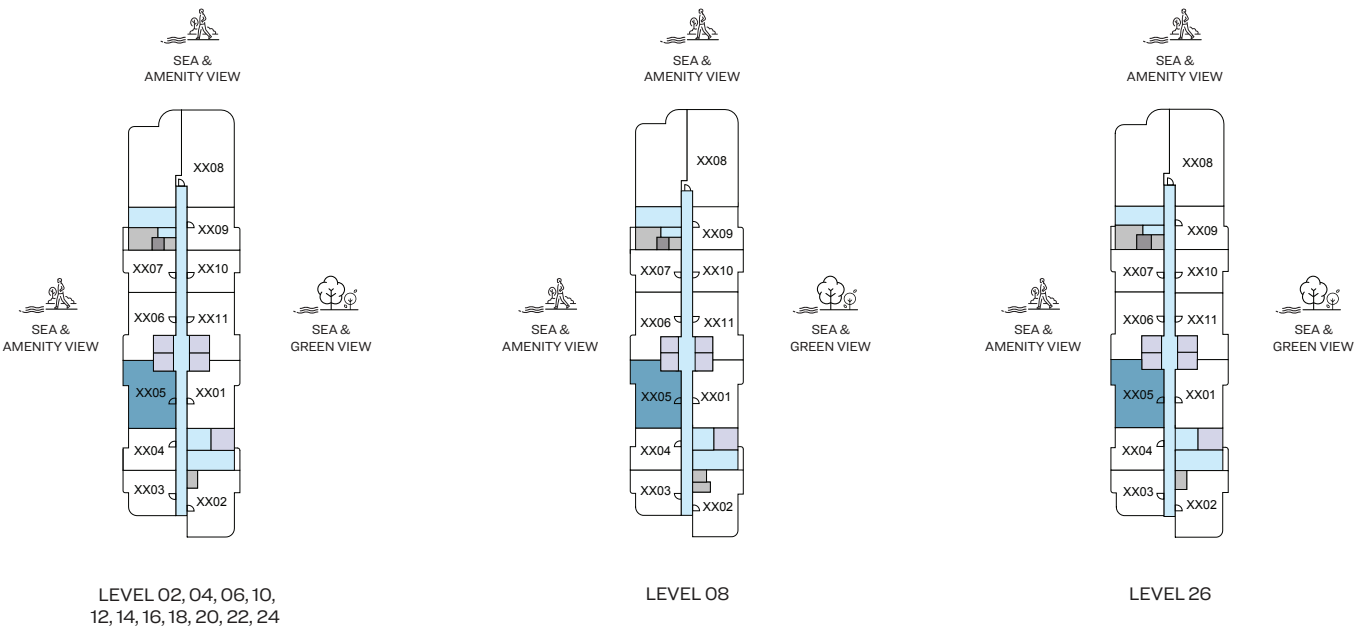 SEA &
AMENITY VIEW
XX08
XX09
XX07
XX10
XX06
XX11
SEA &
AMENITY VIEW
SEA &
GREEN VIEW
XX05
XX01
XX04
XX03
XX02
LEVEL 02, 04, 06, 10,
12, 14, 16, 18, 20, 22, 24
SEA &
AMENITY VIEW
XX08
XX09
XX07
XX10
XX06
XX11
SEA &
AMENITY VIEW
SEA &
GREEN VIEW
XX05
XX01
XX04
XX03
XX02
LEVEL 08
SEA &
AMENITY VIEW
XX08
XX09
XX07
XX10
XX06
XX11
SEA &
AMENITY VIEW
SEA &
GREEN VIEW
XX05
XX01
XX04
XX03
XX02
LEVEL 26